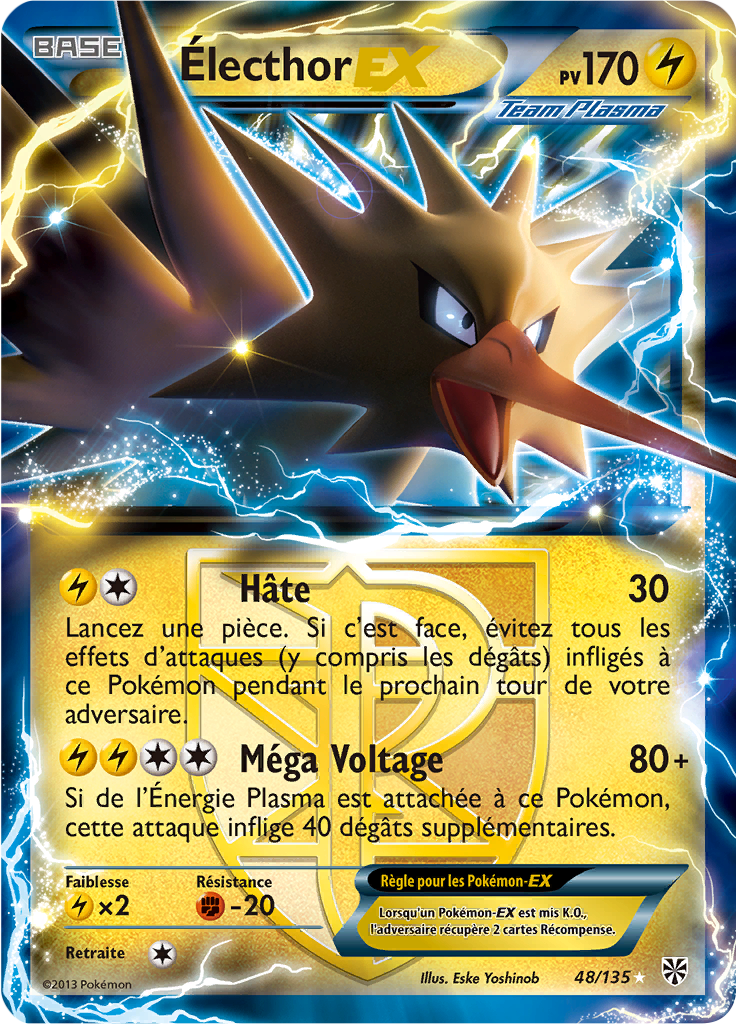 BASE
Électhor EX
PV 170
Team Plasma
Hâte 30
Lancez une pièce. Si c'est face, évitez tous les
effets d'attaques (y compris les dégâts) infligés à
ce Pokémon pendant le prochain tour de votre
adversaire.
Méga Voltage 80+
Si de l'Énergie Plasma est attachée à ce Pokémon,
cette attaque inflige 40 dégâts supplémentaires.
Faiblesse
×2
Résistance
-20
Retraite
Règle pour les Pokémon-EX
Lorsqu'un Pokémon-EX est mis K.O.,
l'adversaire récupère 2 cartes Récompense.
©2013 Pokémon
Illus. Eske Yoshinob
48/135